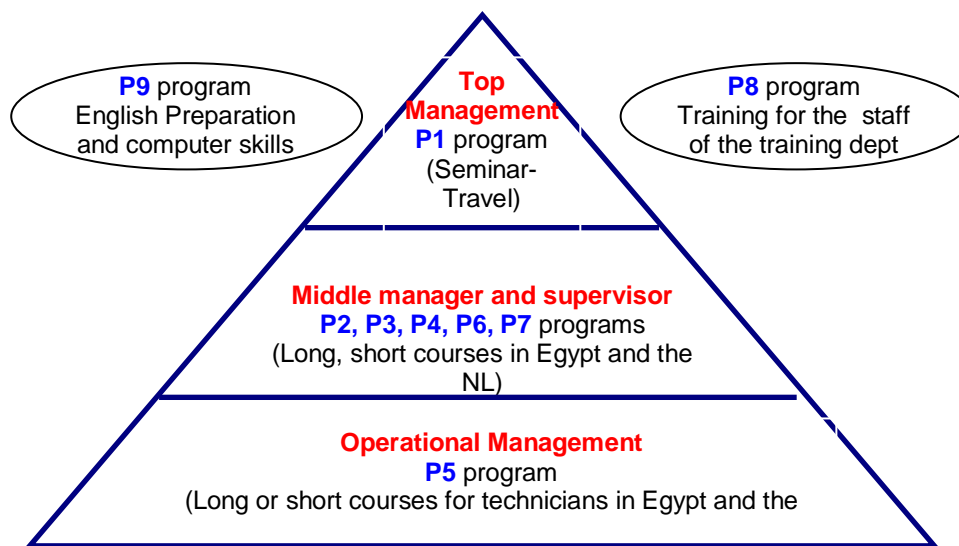 P9 program
English Preparation
and computer skills
Top
Management
P1 program
(Seminar-
Travel)
P8 program
Training for the staff
of the training dept
Middle manager and supervisor
P2, P3, P4, P6, P7 programs
(Long, short courses in Egypt and the
NL)
Operational Management
P5 program
(Long or short courses for technicians in Egypt and the